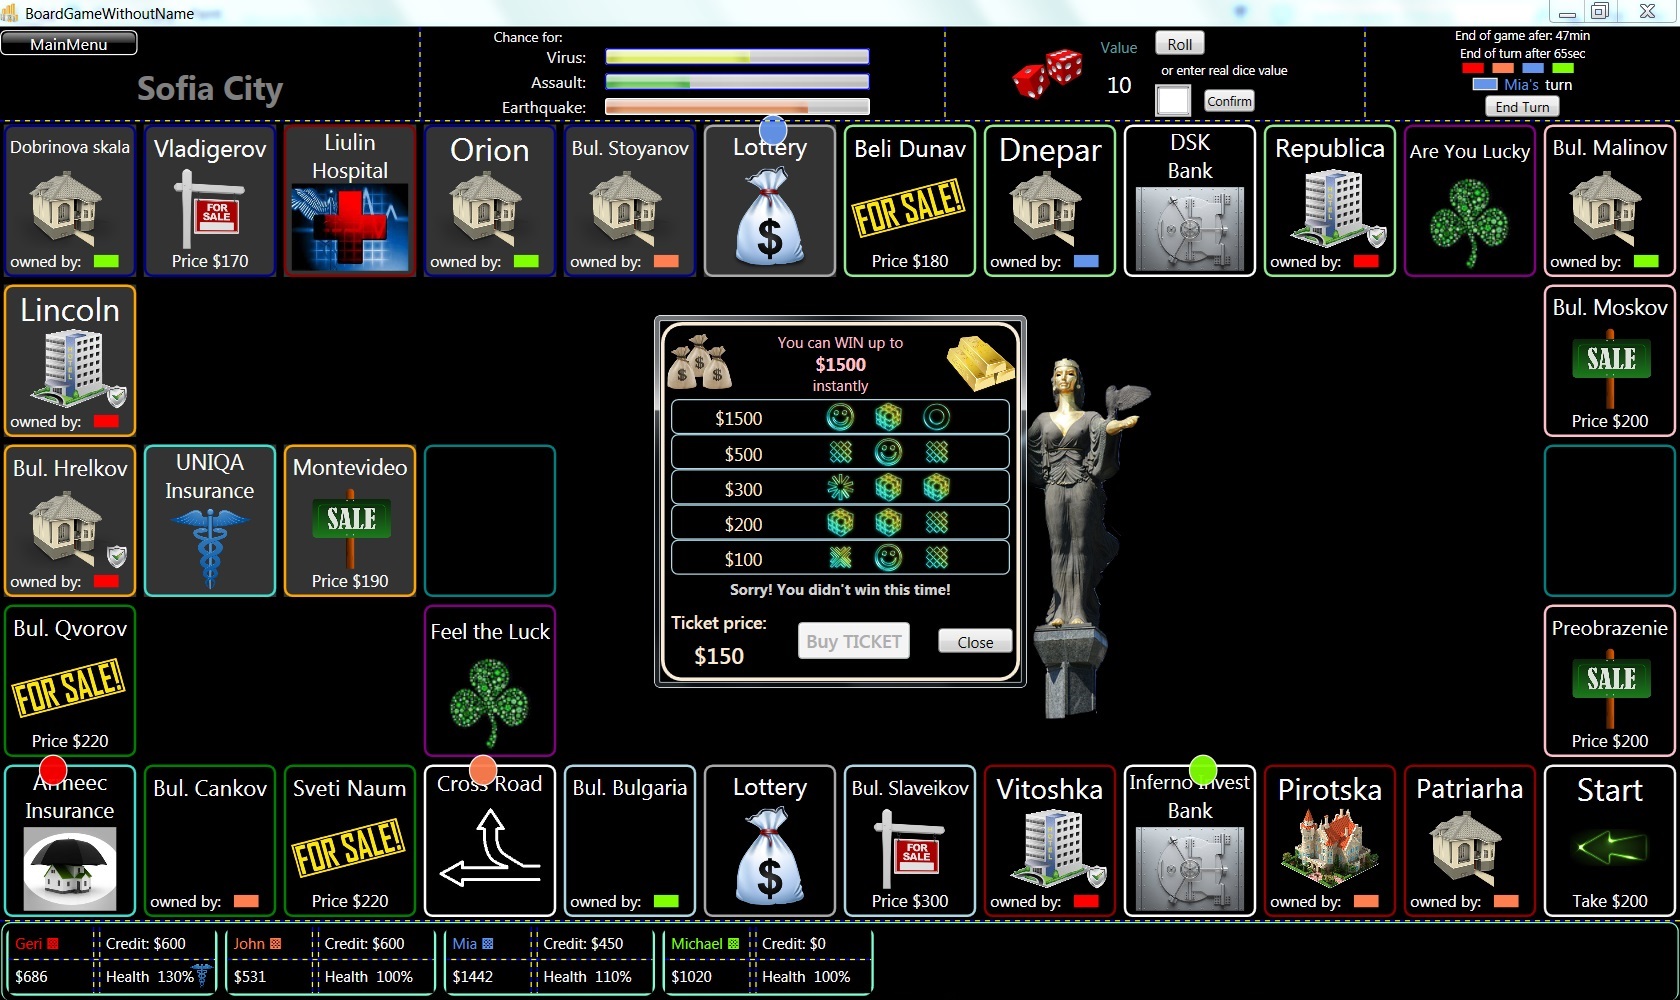 BoardGameWithoutName
MainMenu
Sofia City
Chance for:
Virus:
Assault:
Earthquake:
Value
10
Roll
or enter real dice value
Confirm
End of game afer: 47min
End of turn after 65sec
Mia's turn
End Turn
Dobrinova skala
owned by:
Vladigerov
FOR SALE
Price $170
Liulin
Hospital
Orion
owned by:
Bul. Stoyanov
owned by:
Lottery
$
Beli Dunav
FOR SALE!
Price $180
Dnepar
owned by:
DSK
Bank
Republica
owned by:
Are You Lucky
Bul. Malinov
owned by:
Lincoln
owned by:
Bul. Moskov
SALE
Price $200
You can WIN up to
$1500
instantly
$1500
$500
$300
$200
$100
Sorry! You didn't win this time!
Ticket price:
$150
Buy TICKET
Close
Bul. Hrelkov
owned by:
UNIQA
Insurance
Montevideo
SALE
Price $190
Bul. Qvorov
FOR SALE!
Price $220
Feel the Luck
Preobrazenie
SALE
Price $200
Armeec
Insurance
Bul. Cankov
owned by:
Sveti Naum
FOR SALE!
Price $220
Cross Road
Bul. Bulgaria
owned by:
Lottery
$
Bul. Slaveikov
FOR SALE
Price $300
Vitoshka
owned by:
Inferno Invest
Bank
Pirotska
owned by:
Patriarha
owned by:
Start
Take $200
Geri
Credit: $600
$686
Health 130%
John
Credit: $600
$531
Health 100%
Mia
Credit: $450
$1442
Health 110%
Michael
Credit: $0
$1020
Health 100%